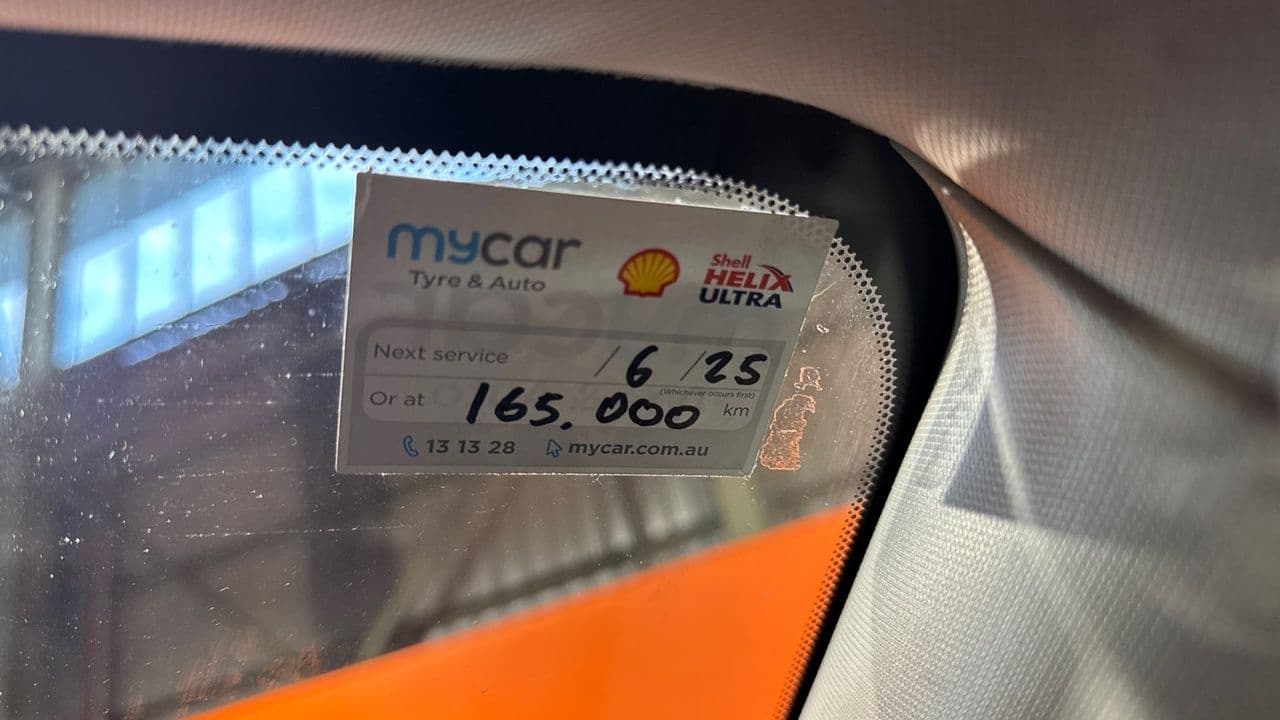 mycar
Tyre & Auto
Shell
HELIX
ULTRA
Next service /6 /25
(Whichever occurs first)
Or at 165.000 km
13 13 28 mycar.com.au